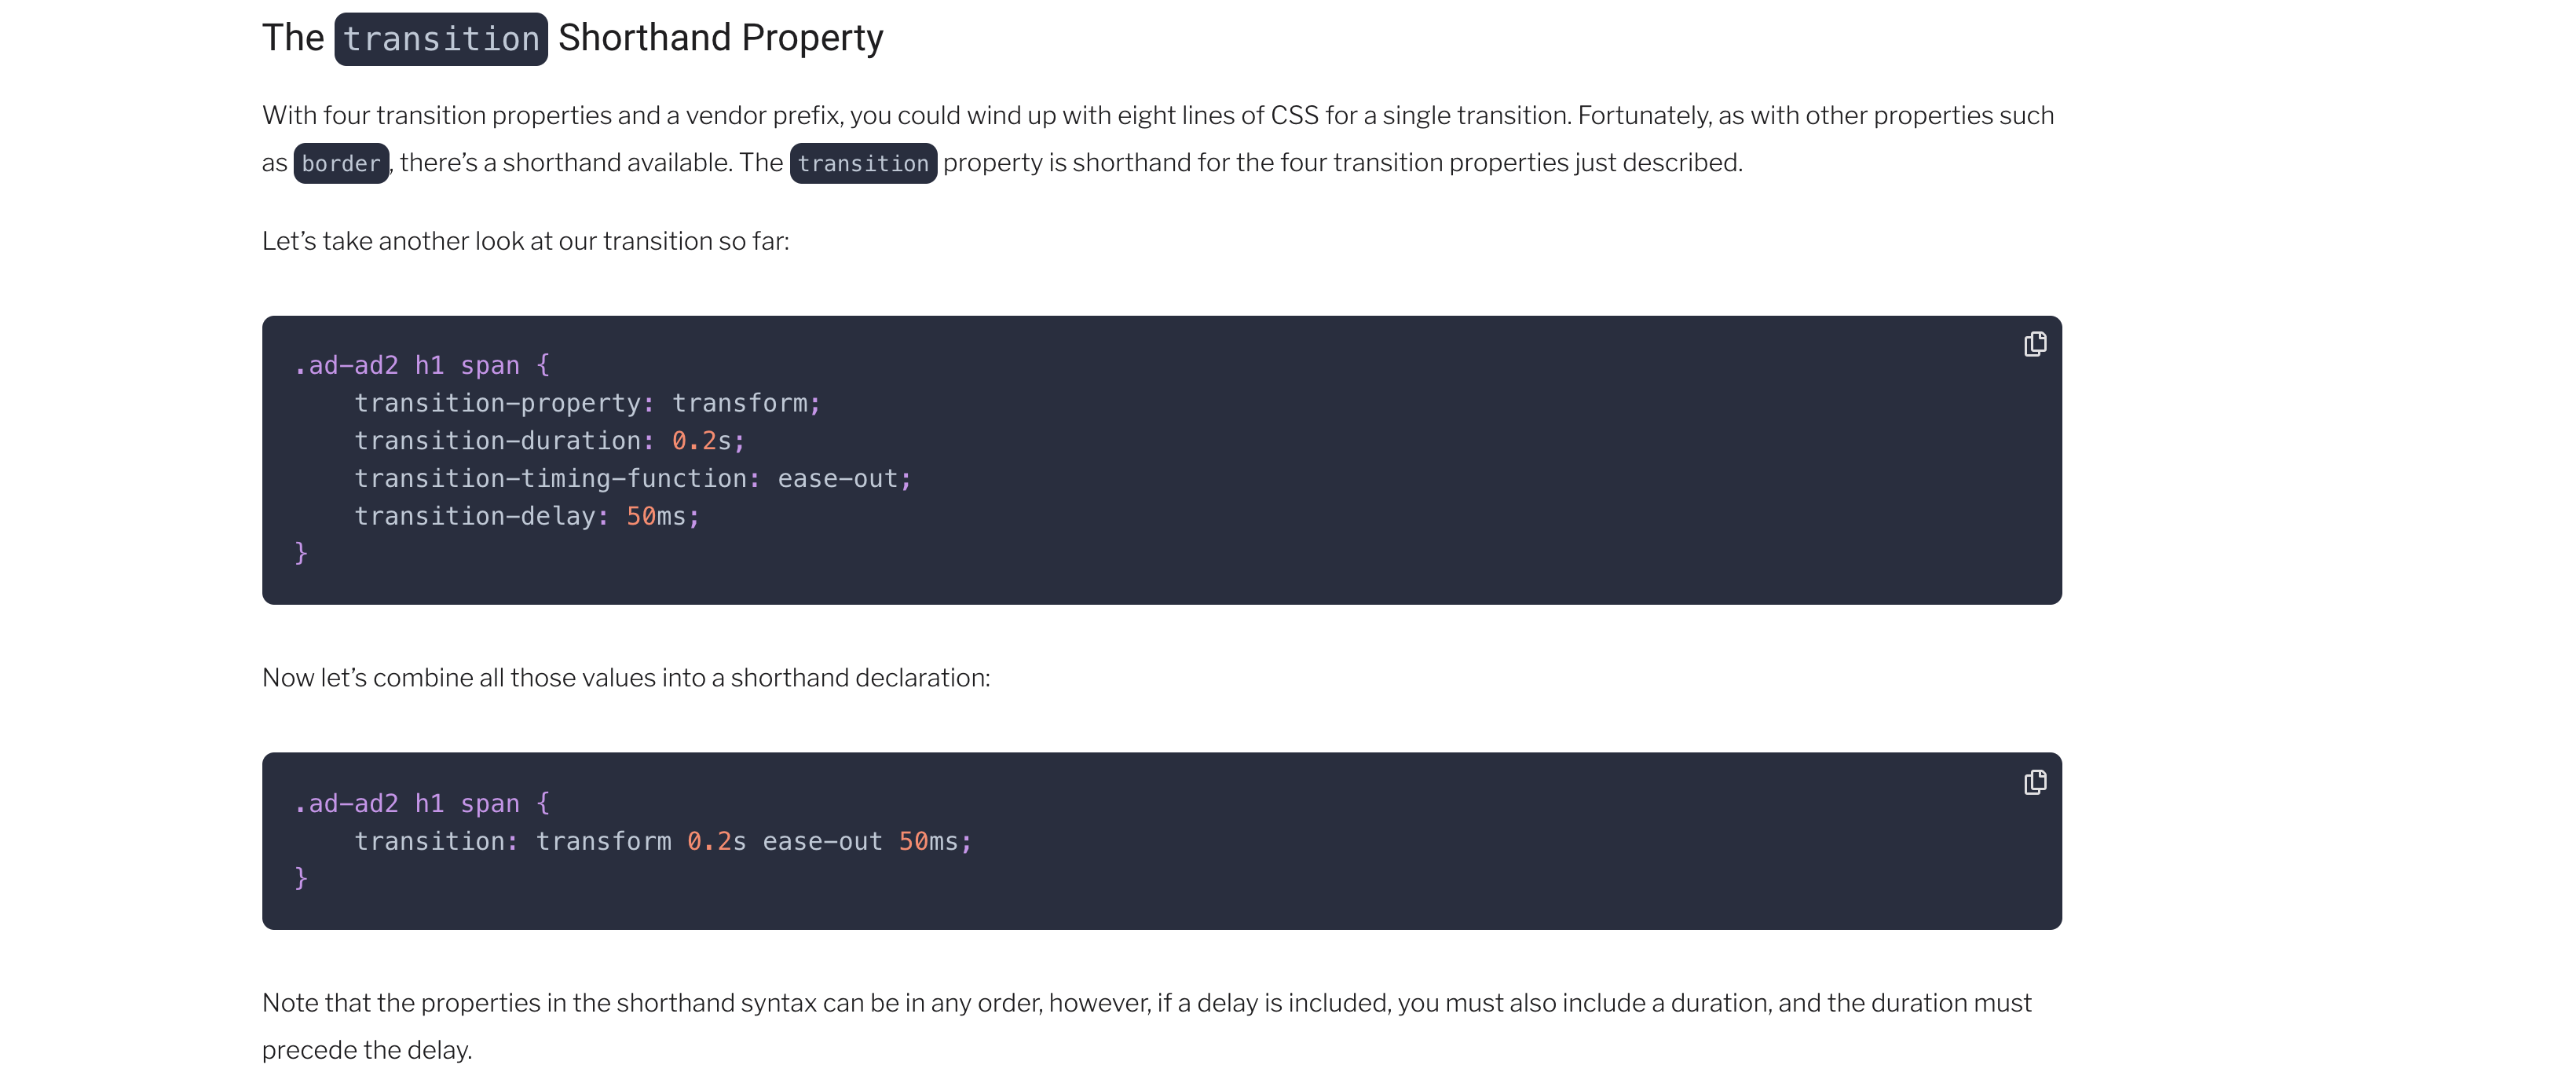 The transition Shorthand Property
With four transition properties and a vendor prefix, you could wind up with eight lines of CSS for a single transition. Fortunately, as with other properties such
as border, there’s a shorthand available. The transition property is shorthand for the four transition properties just described.
Let’s take another look at our transition so far:
.ad-ad2 h1 span {
    transition-property: transform;
    transition-duration: 0.2s;
    transition-timing-function: ease-out;
    transition-delay: 50ms;
}
Now let’s combine all those values into a shorthand declaration:
.ad-ad2 h1 span {
    transition: transform 0.2s ease-out 50ms;
}
Note that the properties in the shorthand syntax can be in any order, however, if a delay is included, you must also include a duration, and the duration must
precede the delay.